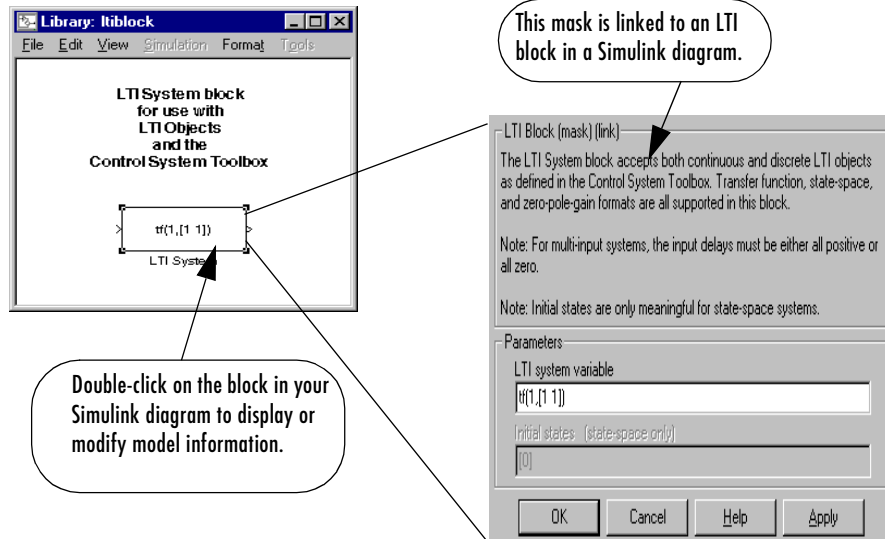 Library: ltiblock
File Edit View Simulation Format Tools
LTI System block
for use with
LTI Objects
and the
Control System Toolbox
tf(1,[1 1])
LTI System
Double-click on the block in your
Simulink diagram to display or
modify model information.
This mask is linked to an LTI
block in a Simulink diagram.
LTI Block (mask) (link)
The LTI System block accepts both continuous and discrete LTI objects
as defined in the Control System Toolbox. Transfer function, state-space,
and zero-pole-gain formats are all supported in this block.
Note: For multi-input systems, the input delays must be either all positive or
all zero.
Note: Initial states are only meaningful for state-space systems.
Parameters
LTI system variable
tf(1,[1 1])
Initial states (state-space only)
[0]
OK Cancel Help Apply